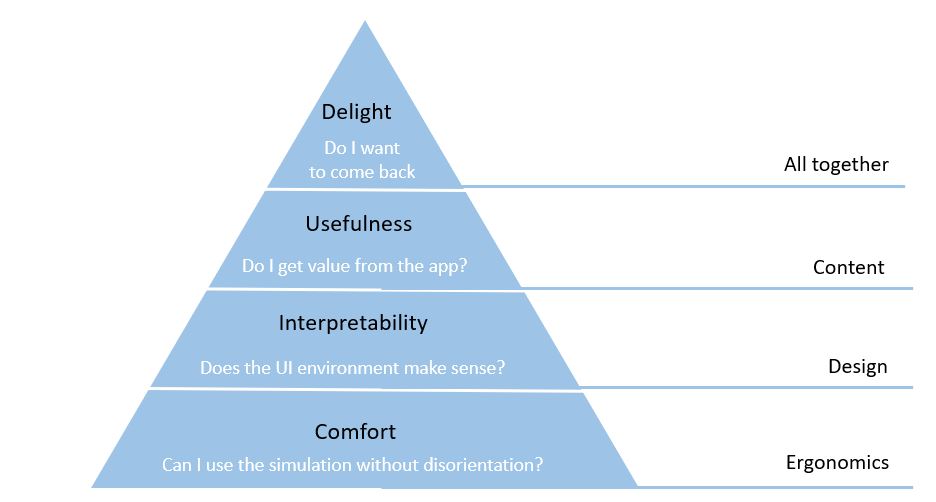 Delight
Do I want
to come back
All together
Usefulness
Do I get value from the app?
Content
Interpretability
Does the UI environment make sense?
Design
Comfort
Can I use the simulation without disorientation?
Ergonomics